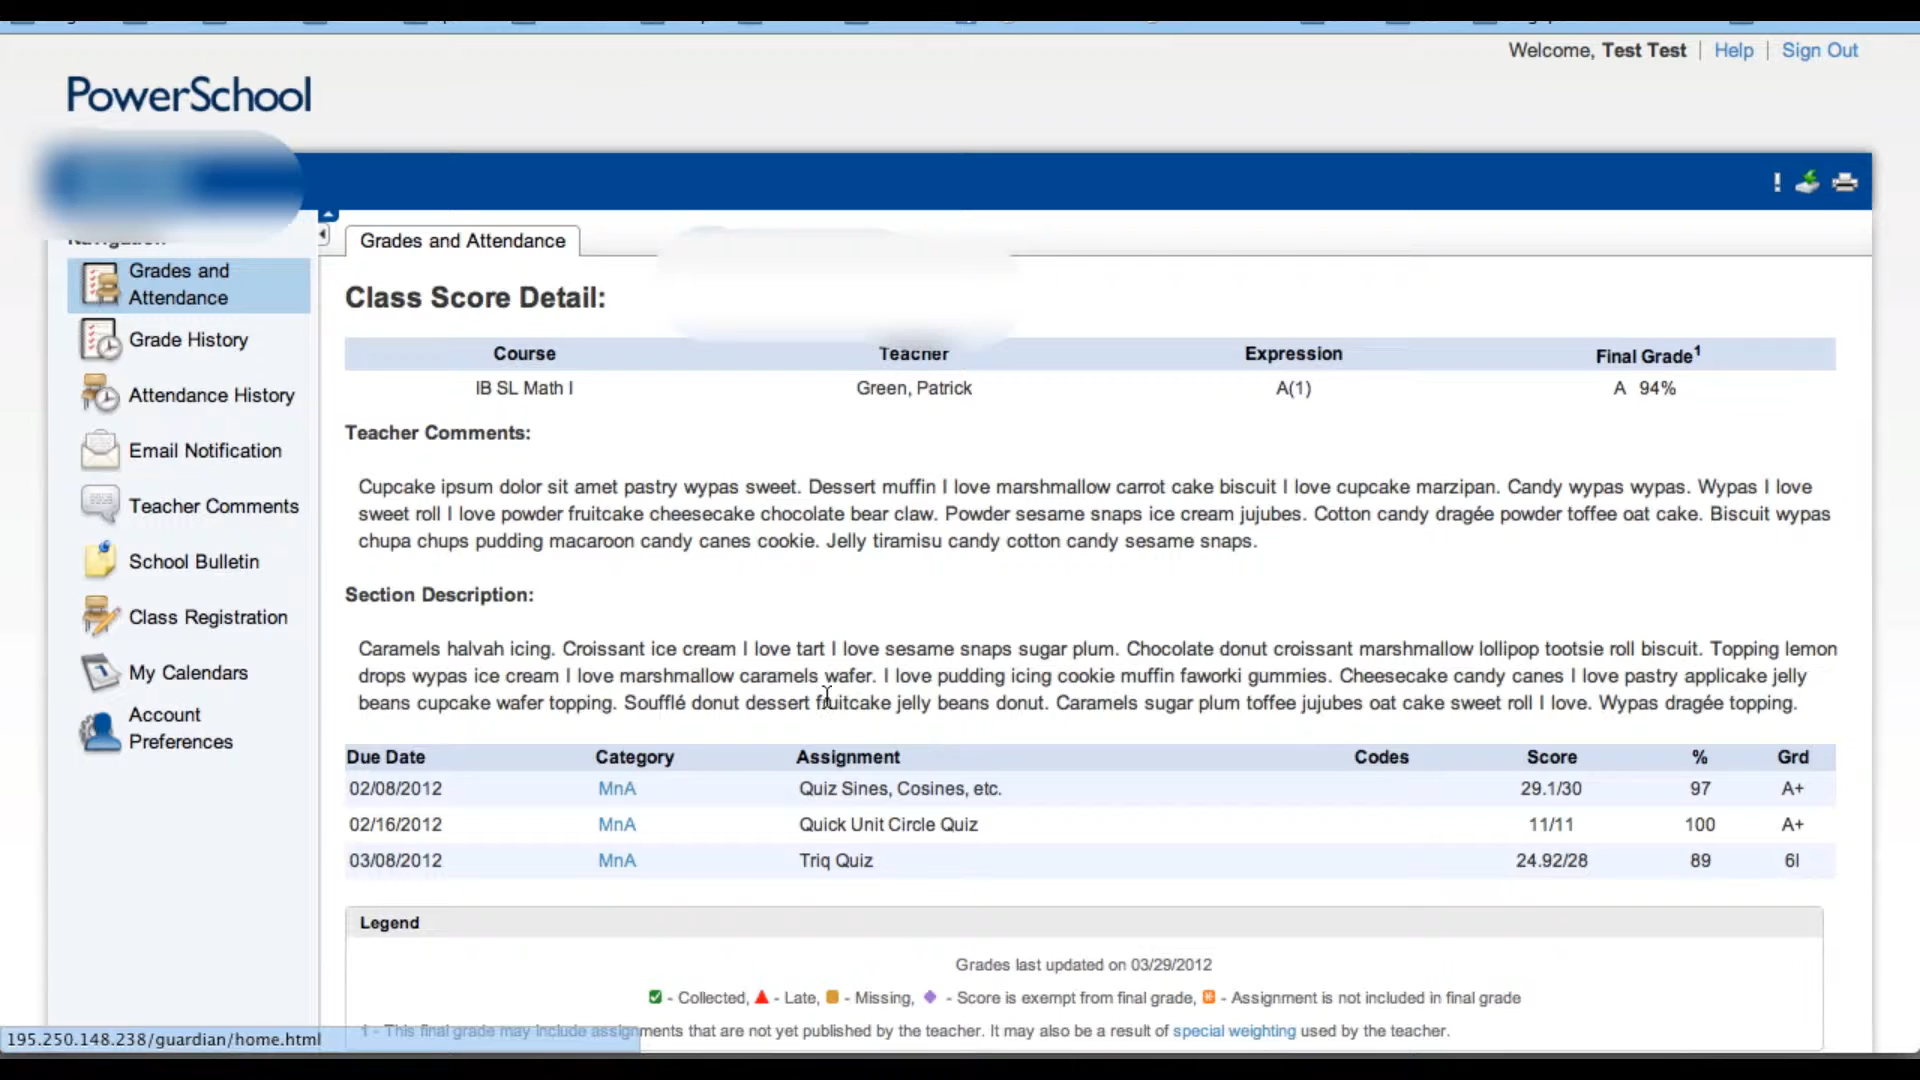 Welcome, Test Test | Help | Sign Out
PowerSchool
Navigation
Grades and
Attendance
Grade History
Attendance History
Email Notification
Teacher Comments
School Bulletin
Class Registration
My Calendars
Account
Preferences
Grades and Attendance
Class Score Detail:
Course Teacher Expression Final Grade1
IB SL Math I Green, Patrick A(1) A 94%
Teacher Comments:
Cupcake ipsum dolor sit amet pastry wypas sweet. Dessert muffin I love marshmallow carrot cake biscuit I love cupcake marzipan. Candy wypas wypas. Wypas I love
sweet roll I love powder fruitcake cheesecake chocolate bear claw. Powder sesame snaps ice cream jujubes. Cotton candy dragée powder toffee oat cake. Biscuit wypas
chupa chups pudding macaroon candy canes cookie. Jelly tiramisu candy cotton candy sesame snaps.
Section Description:
Caramels halvah icing. Croissant ice cream I love tart I love sesame snaps sugar plum. Chocolate donut croissant marshmallow lollipop tootsie roll biscuit. Topping lemon
drops wypas ice cream I love marshmallow caramels wafer. I love pudding icing cookie muffin faworki gummies. Cheesecake candy canes I love pastry applicake jelly
beans cupcake wafer topping. Soufflé donut dessert fruitcake jelly beans donut. Caramels sugar plum toffee jujubes oat cake sweet roll I love. Wypas dragée topping.
Due Date Category Assignment Codes Score % Grd
02/08/2012 MnA Quiz Sines, Cosines, etc. 29.1/30 97 A+
02/16/2012 MnA Quick Unit Circle Quiz 11/11 100 A+
03/08/2012 MnA Triq Quiz 24.92/28 89 6l
Legend
Grades last updated on 03/29/2012
- Collected, - Late, - Missing, - Score is exempt from final grade, - Assignment is not included in final grade
1 - This final grade may include assignments that are not yet published by the teacher. It may also be a result of special weighting used by the teacher.
195.250.148.238/guardian/home.html